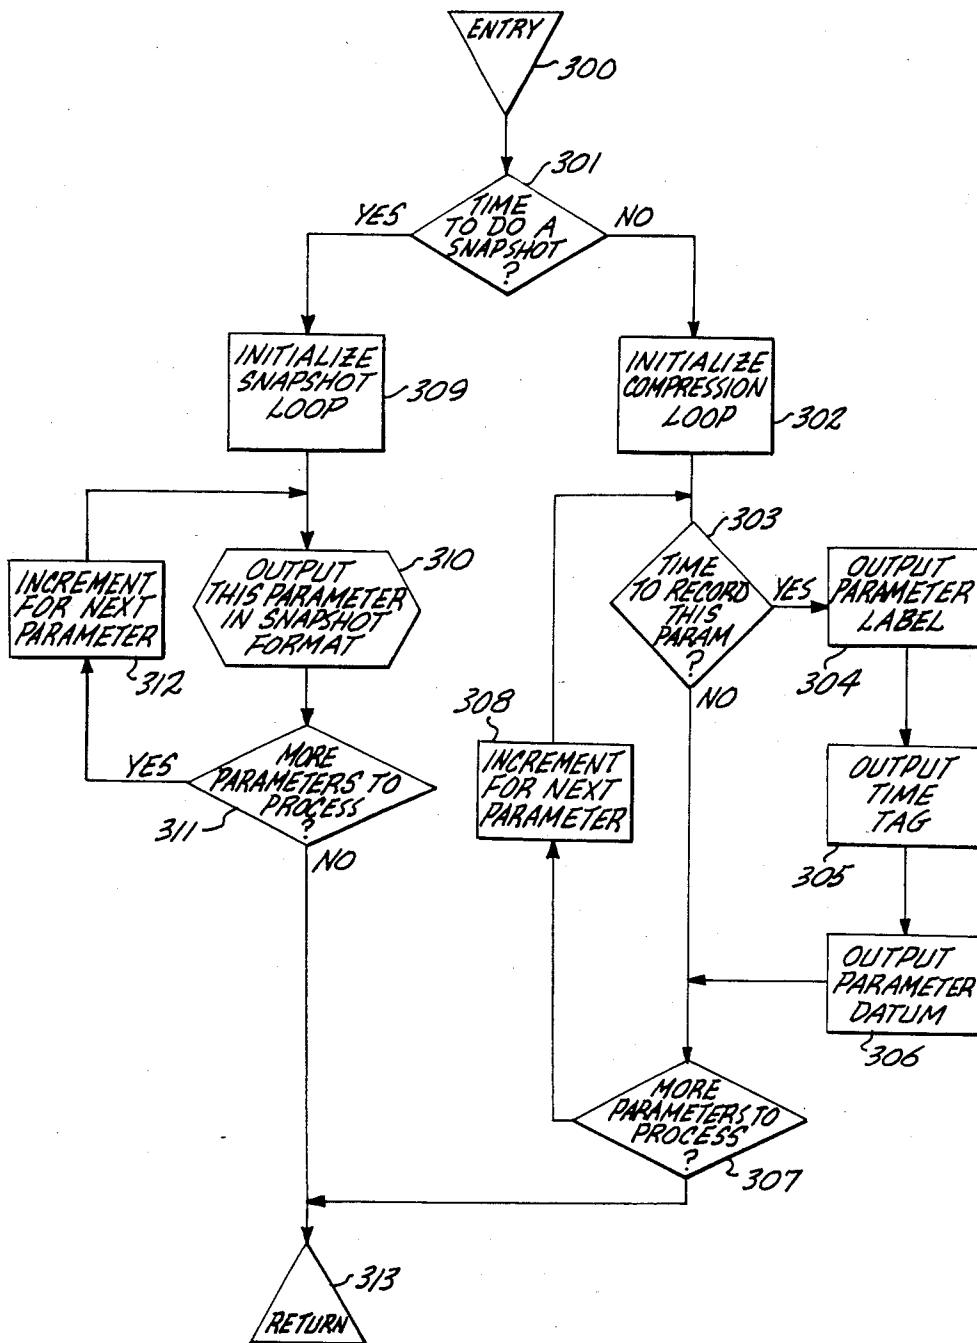 ENTRY
300
301
TIME
TO DO A
SNAPSHOT
?
YES
NO
INITIALIZE
SNAPSHOT
LOOP
309
INITIALIZE
COMPRESSION
LOOP
302
INCREMENT
FOR NEXT
PARAMETER
312
OUTPUT
THIS PARAMETER
IN SNAPSHOT
FORMAT
310
303
TIME
TO RECORD
THIS
PARAM
?
YES
NO
OUTPUT
PARAMETER
LABEL
304
YES
MORE
PARAMETERS TO
PROCESS
?
311
NO
308
INCREMENT
FOR NEXT
PARAMETER
OUTPUT
TIME
TAG
305
OUTPUT
PARAMETER
DATUM
306
MORE
PARAMETERS TO
PROCESS
?
307
313
RETURN